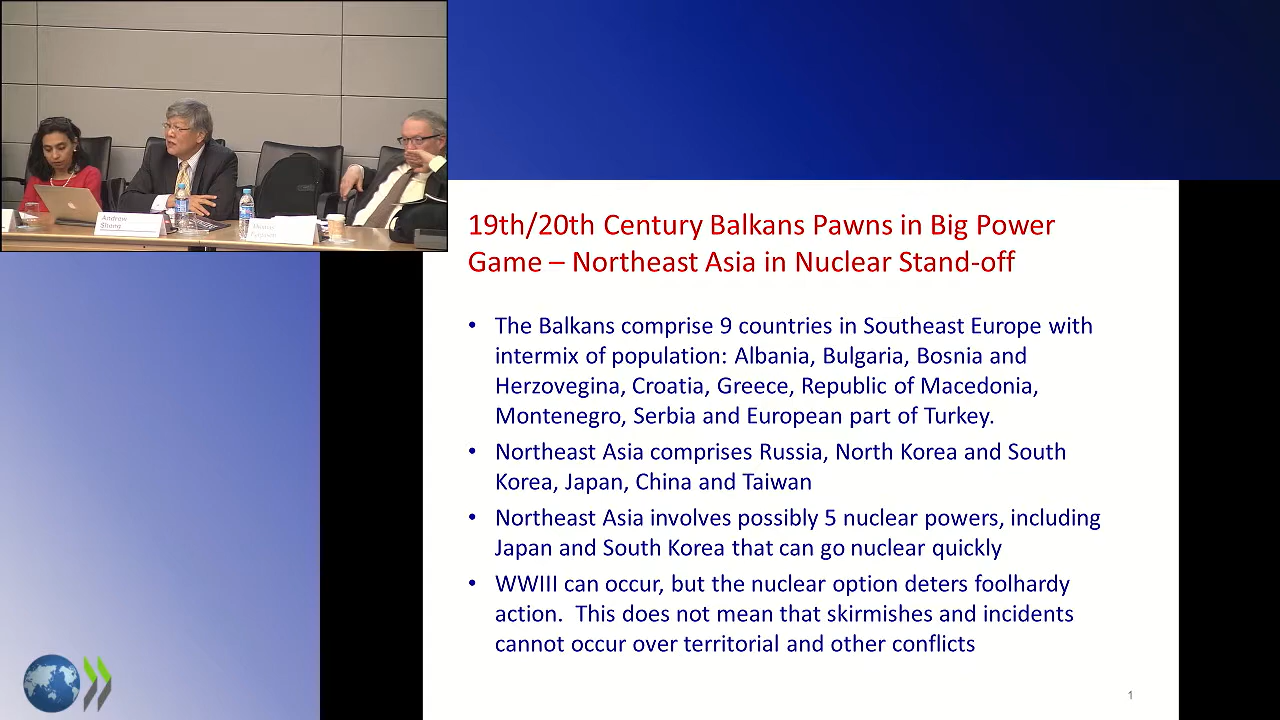 Andrew
Sheng
Thomas
Ferguson
19th/20th Century Balkans Pawns in Big Power
Game – Northeast Asia in Nuclear Stand-off
• The Balkans comprise 9 countries in Southeast Europe with
intermix of population: Albania, Bulgaria, Bosnia and
Herzovegina, Croatia, Greece, Republic of Macedonia,
Montenegro, Serbia and European part of Turkey.
• Northeast Asia comprises Russia, North Korea and South
Korea, Japan, China and Taiwan
• Northeast Asia involves possibly 5 nuclear powers, including
Japan and South Korea that can go nuclear quickly
• WWIII can occur, but the nuclear option deters foolhardy
action.  This does not mean that skirmishes and incidents
cannot occur over territorial and other conflicts
1